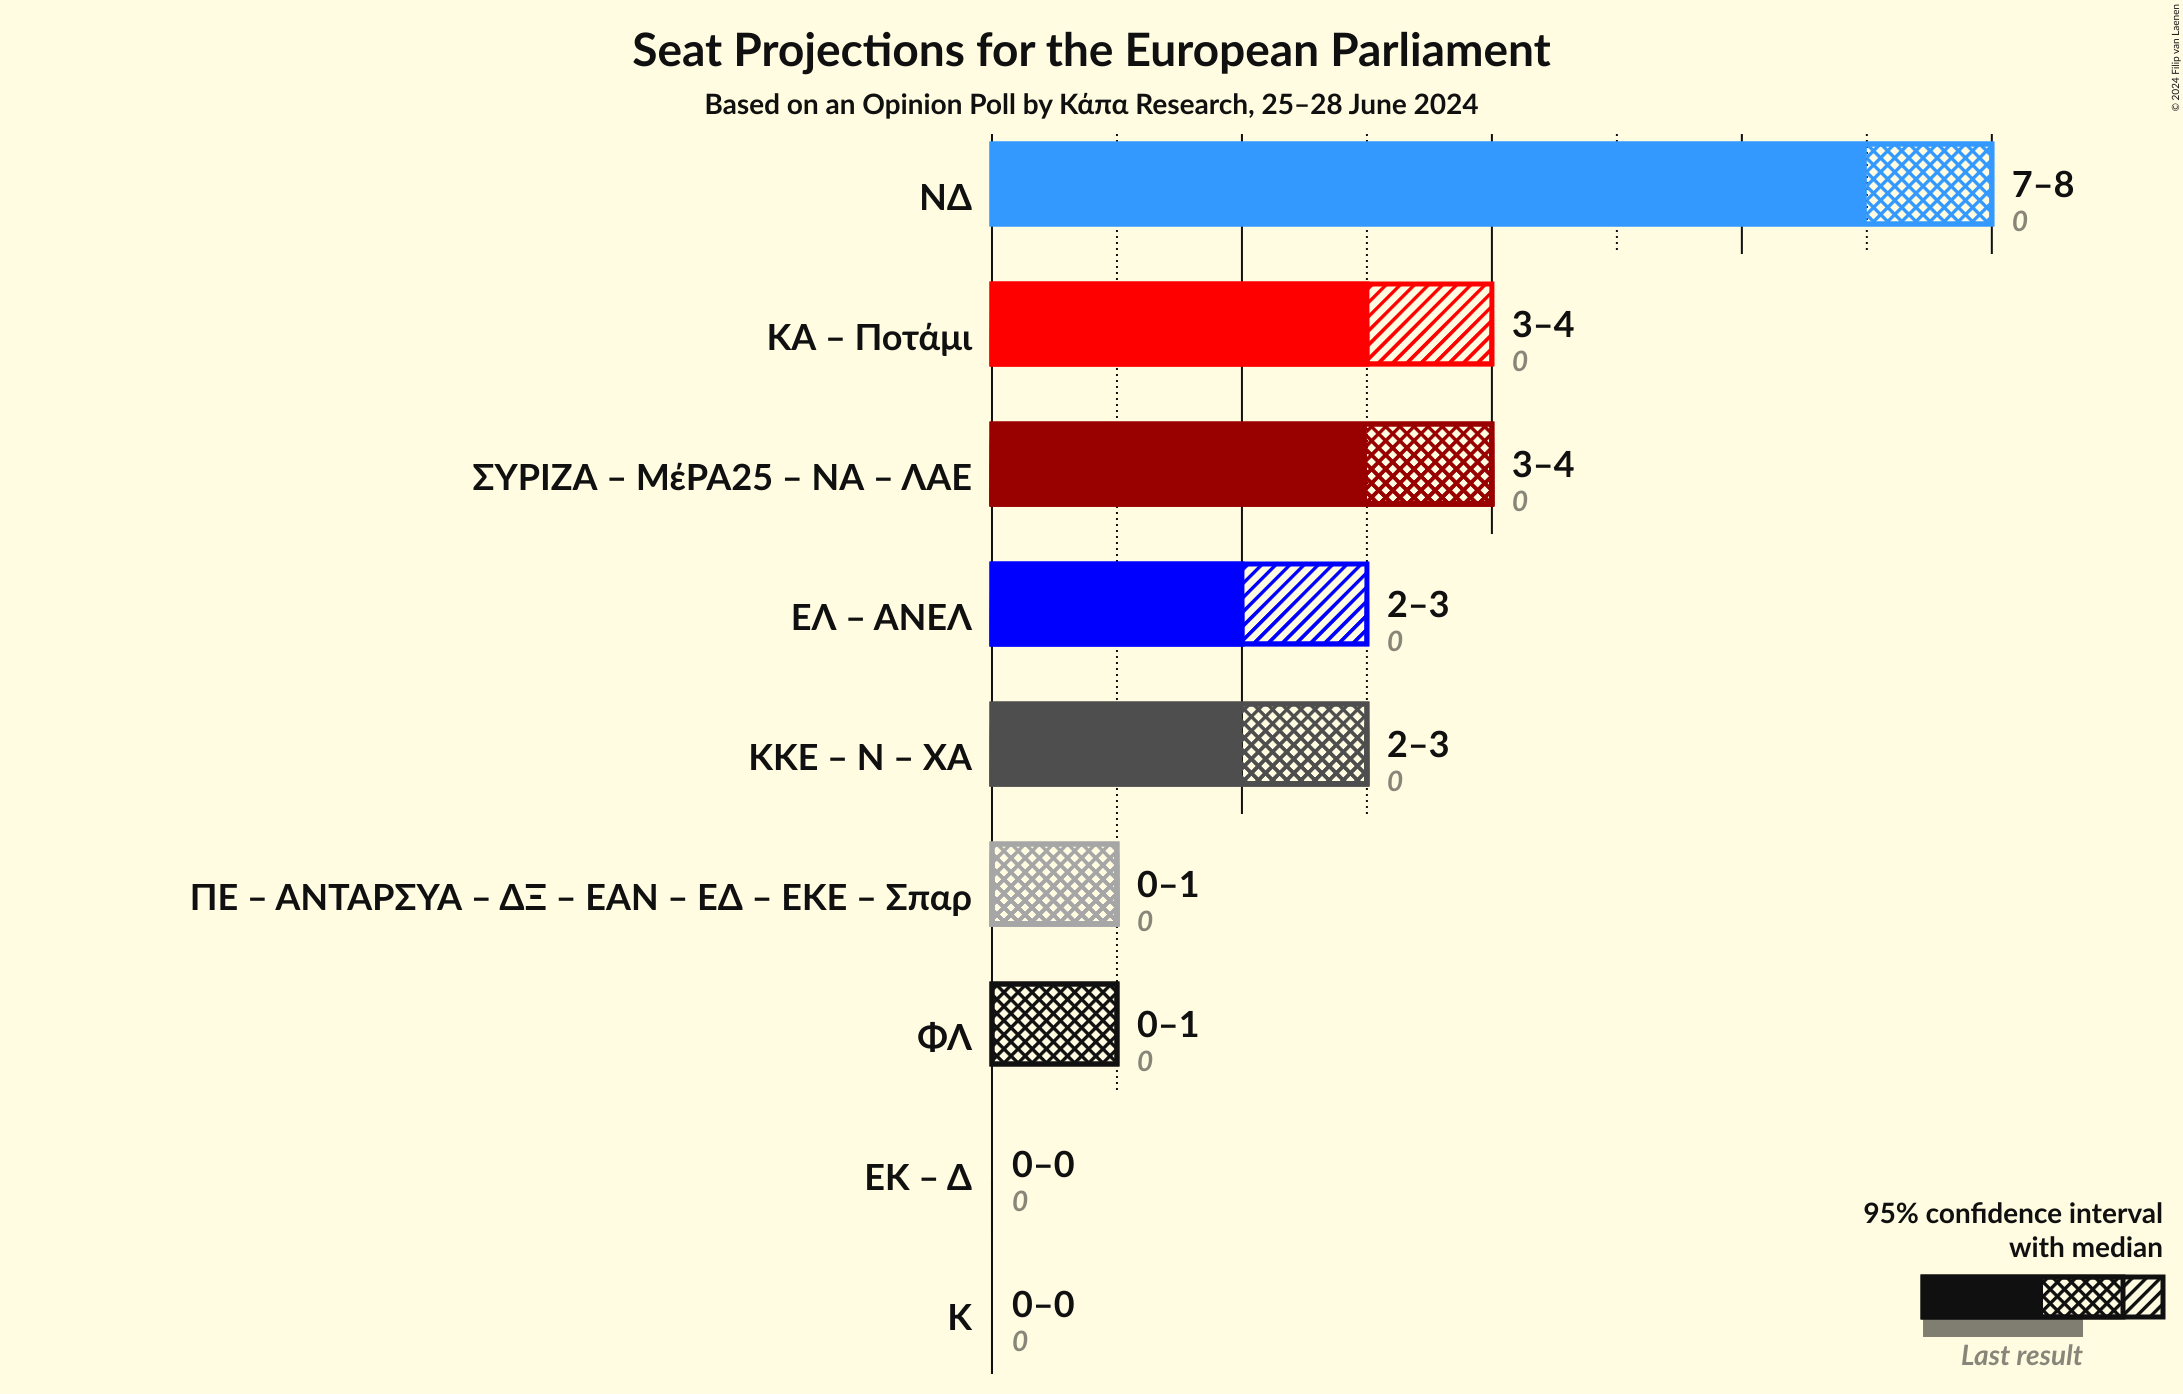 Seat Projections for the European Parliament
Based on an Opinion Poll by Κάπα Research, 25–28 June 2024
© 2024 Filip van Laenen
ΝΔ
7–8
0
ΚΑ – Ποτάμι
3–4
0
ΣΥΡΙΖΑ – ΜέΡΑ25 – ΝΑ – ΛΑΕ
3–4
0
ΕΛ – ΑΝΕΛ
2–3
0
ΚΚΕ – Ν – ΧΑ
2–3
0
ΠΕ – ΑΝΤΑΡΣΥΑ – ΔΞ – ΕΑΝ – ΕΔ – ΕΚΕ – Σπαρ
0–1
0
ΦΛ
0–1
0
ΕΚ – Δ
0–0
0
Κ
0–0
0
95% confidence interval
with median
Last result